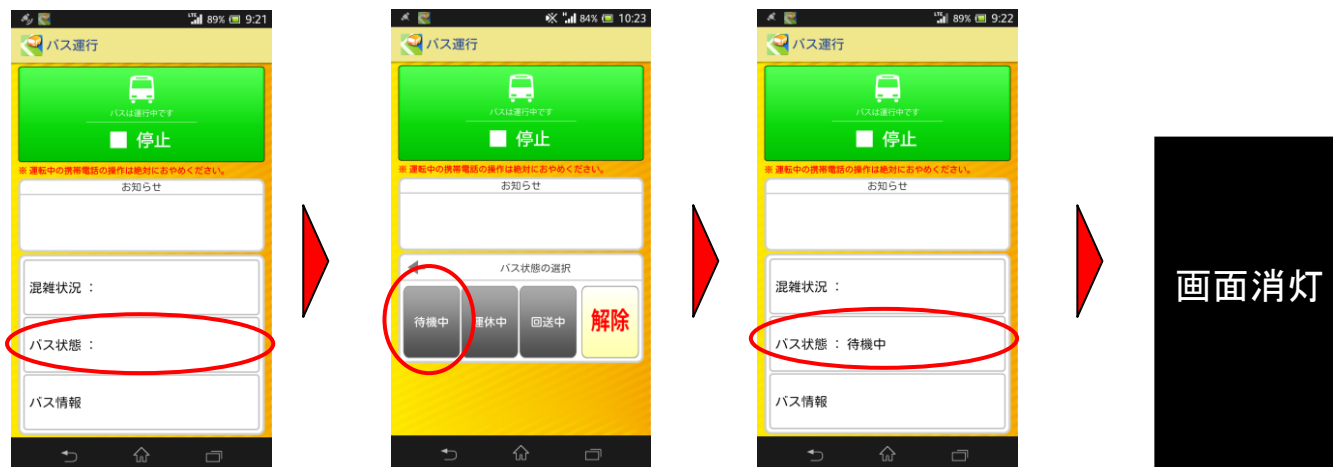 89% 9:21
バス運行
バスは運行中です
停止
※ 運転中の携帯電話の操作は絶対におやめください。
お知らせ
混雑状況 :
バス状態 :
バス情報
84% 10:23
バス運行
バスは運行中です
停止
※ 運転中の携帯電話の操作は絶対におやめください。
お知らせ
バス状態の選択
待機中 運休中 回送中 解除
LTE 89% 9:22
バス運行
バスは運行中です
停止
※ 運転中の携帯電話の操作は絶対におやめください。
お知らせ
混雑状況 :
バス状態 : 待機中
バス情報
画面消灯